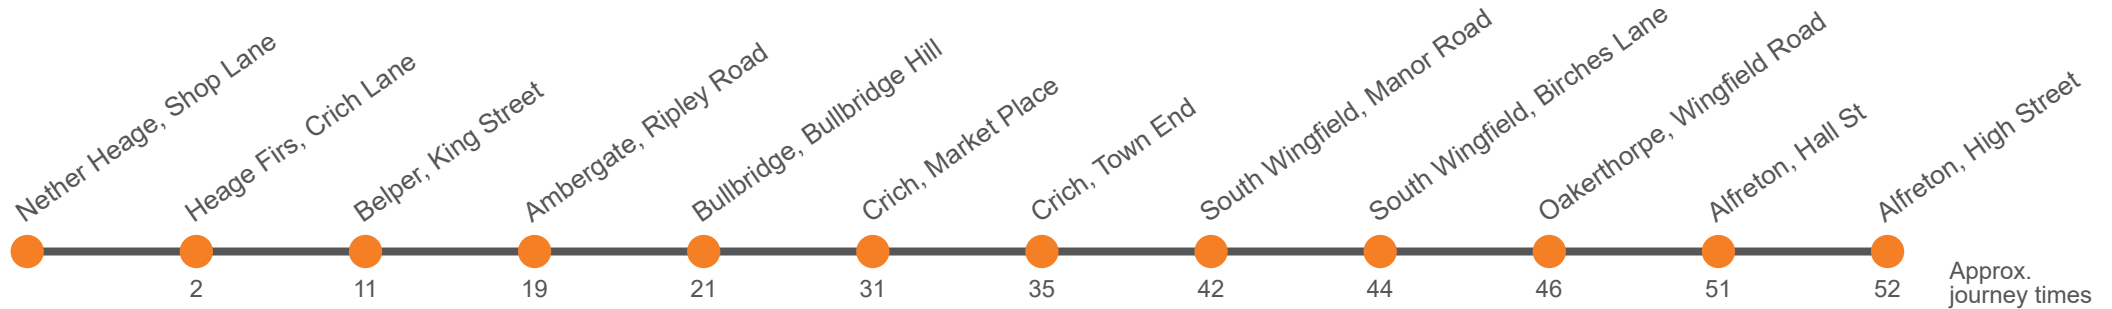 Nether Heage, Shop Lane
Heage Firs, Crich Lane
Belper, King Street
Ambergate, Ripley Road
Bullbridge, Bullbridge Hill
Crich, Market Place
Crich, Town End
South Wingfield, Manor Road
South Wingfield, Birches Lane
Oakerthorpe, Wingfield Road
Alfreton, Hall St
Alfreton, High Street
2 11 19 21 31 35 42 44 46 51 52
Approx.
journey times